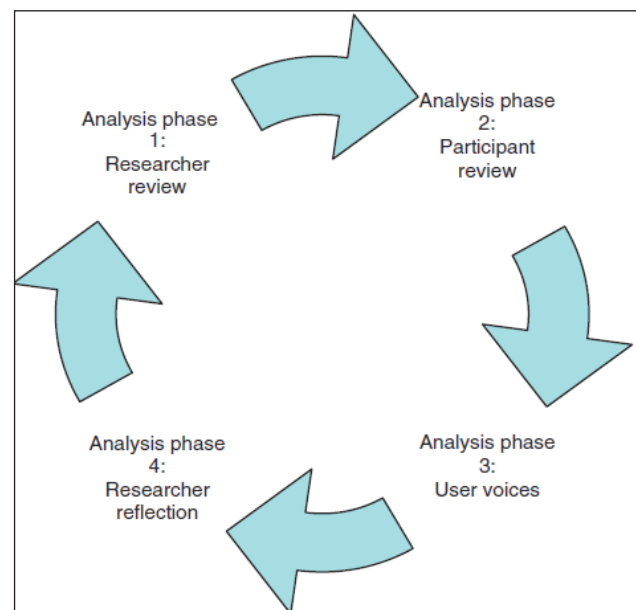 Analysis phase
1:
Researcher
review
Analysis phase
2:
Participant
review
Analysis phase
3:
User voices
Analysis phase
4:
Researcher
reflection